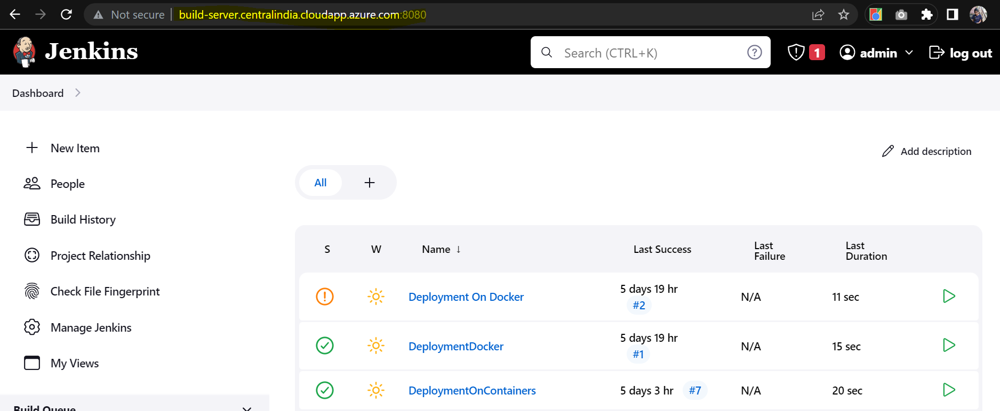 Not secure | build-server.centralindia.cloudapp.azure.com:8080
Jenkins
Search (CTRL+K)
1
admin
log out
Dashboard
New Item
Add description
People
All
Build History
S W Name ↓ Last Success Last Failure Last Duration
Project Relationship
Check File Fingerprint
Manage Jenkins
My Views
Deployment On Docker 5 days 19 hr #2 N/A 11 sec
DeploymentDocker 5 days 19 hr #1 N/A 15 sec
DeploymentOnContainers 5 days 3 hr #7 N/A 20 sec
Build Queue